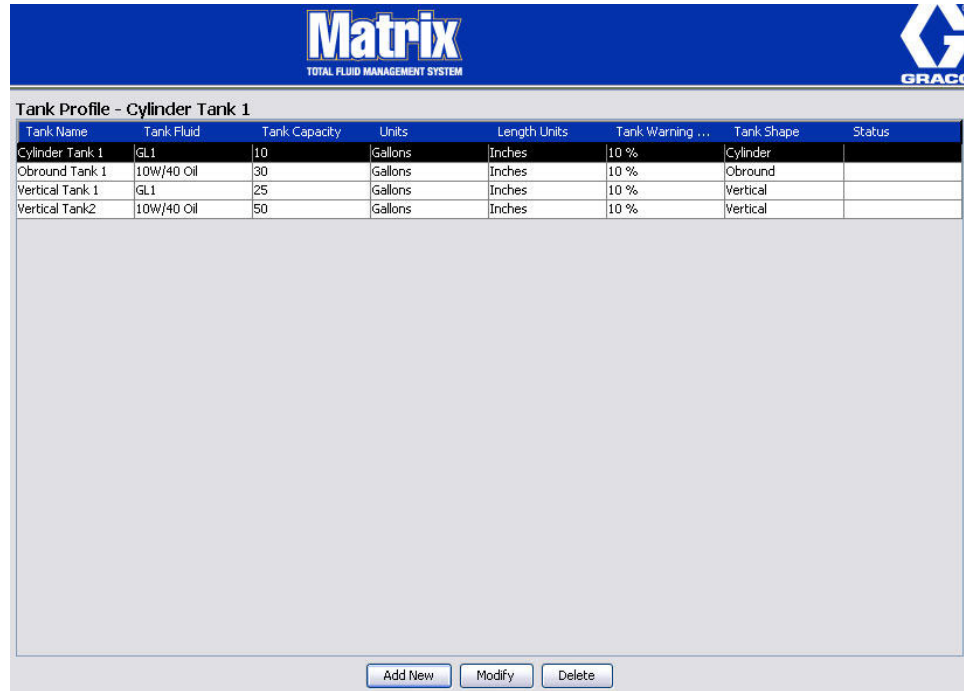 Matrix
TOTAL FLUID MANAGEMENT SYSTEM
GRACO
Tank Profile - Cylinder Tank 1
Tank Name Tank Fluid Tank Capacity Units Length Units Tank Warning ... Tank Shape Status
Cylinder Tank 1 GL1 10 Gallons Inches 10 % Cylinder
Obround Tank 1 10W/40 Oil 30 Gallons Inches 10 % Obround
Vertical Tank 1 GL1 25 Gallons Inches 10 % Vertical
Vertical Tank2 10W/40 Oil 50 Gallons Inches 10 % Vertical
Add New Modify Delete